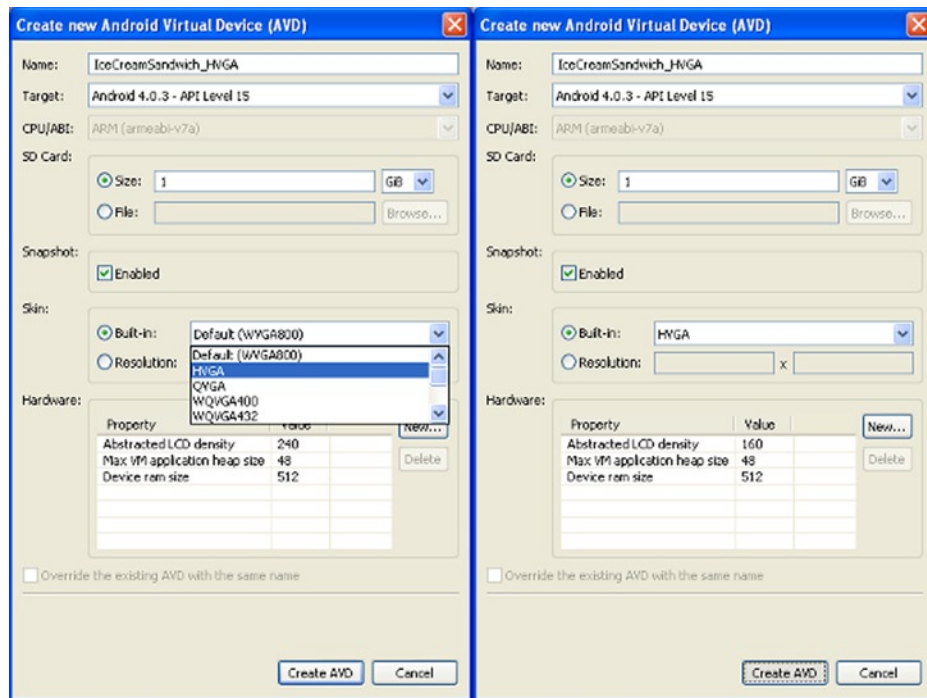 Create new Android Virtual Device (AVD)
Name: IceCreamSandwich_HVGA
Target: Android 4.0.3 - API Level 15
CPU/ABI: ARM (armeabi-v7a)
SD Card:
Size: 1 GiB
File: Browse...
Snapshot:
Enabled
Skin:
Built-in: Default (WVGA800)
Default (WVGA800)
Resolution:
HVGA
QVGA
WQVGA400
WQVGA432
Hardware:
Property Value New...
Abstracted LCD density 240
Max VM application heap size 48 Delete
Device ram size 512
Override the existing AVD with the same name
Create AVD Cancel
Create new Android Virtual Device (AVD)
Name: IceCreamSandwich_HVGA
Target: Android 4.0.3 - API Level 15
CPU/ABI: ARM (armeabi-v7a)
SD Card:
Size: 1 GiB
File: Browse...
Snapshot:
Enabled
Skin:
Built-in: HVGA
Resolution: x
Hardware:
Property Value New...
Abstracted LCD density 160
Max VM application heap size 48 Delete
Device ram size 512
Override the existing AVD with the same name
Create AVD Cancel